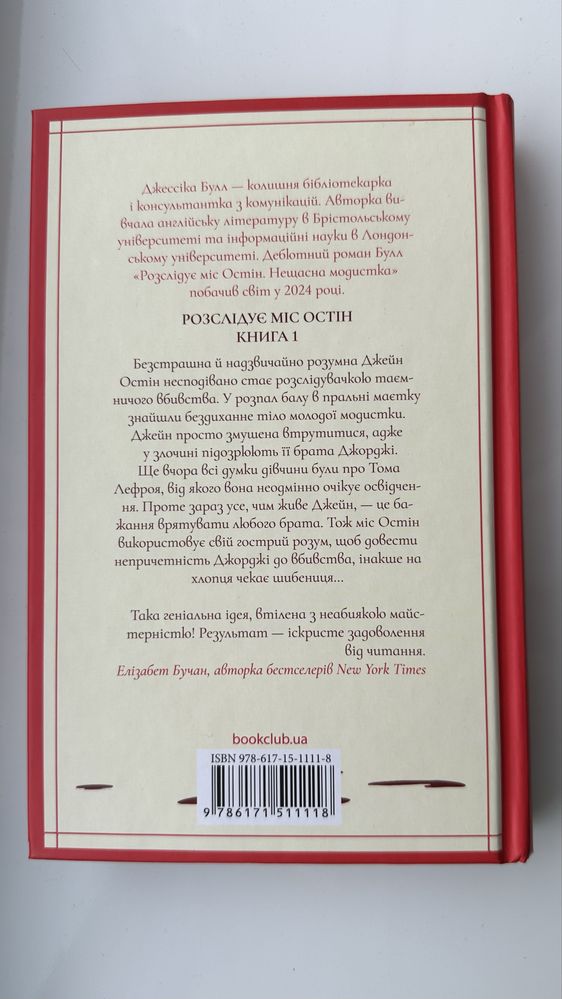 Джессіка Булл — колишня бібліотекарка
і консультантка з комунікацій. Авторка ви-
вчала англійську літературу в Брістольському
університеті та інформаційні науки в Лондон-
ському університеті. Дебютний роман Булл
«Розслідує міс Остін. Нещасна модистка»
побачив світ у 2024 році.
РОЗСЛІДУЄ МІС ОСТІН
КНИГА 1
Безстрашна й надзвичайно розумна Джейн
Остін несподівано стає розслідувачкою таєм-
ничого вбивства. У розпал балу в пральні маєтку
знайшли бездиханне тіло молодої модистки.
Джейн просто змушена втрутитися, адже
у злочині підозрюють її брата Джорджі.
Ще вчора всі думки дівчини були про Тома
Лефроя, від якого вона неодмінно очікує освідчен-
ня. Проте зараз усе, чим живе Джейн, — це ба-
жання врятувати любого брата. Тож міс Остін
використовує свій гострий розум, щоб довести
непричетність Джорджі до вбивства, інакше на
хлопця чекає шибениця...
Така геніальна ідея, втілена з неабиякою май-
стерністю! Результат — іскристе задоволення
від читання.
Елізабет Бучан, авторка бестселерів New York Times
bookclub.ua
ISBN 978-617-15-1111-8
9 786171 511118